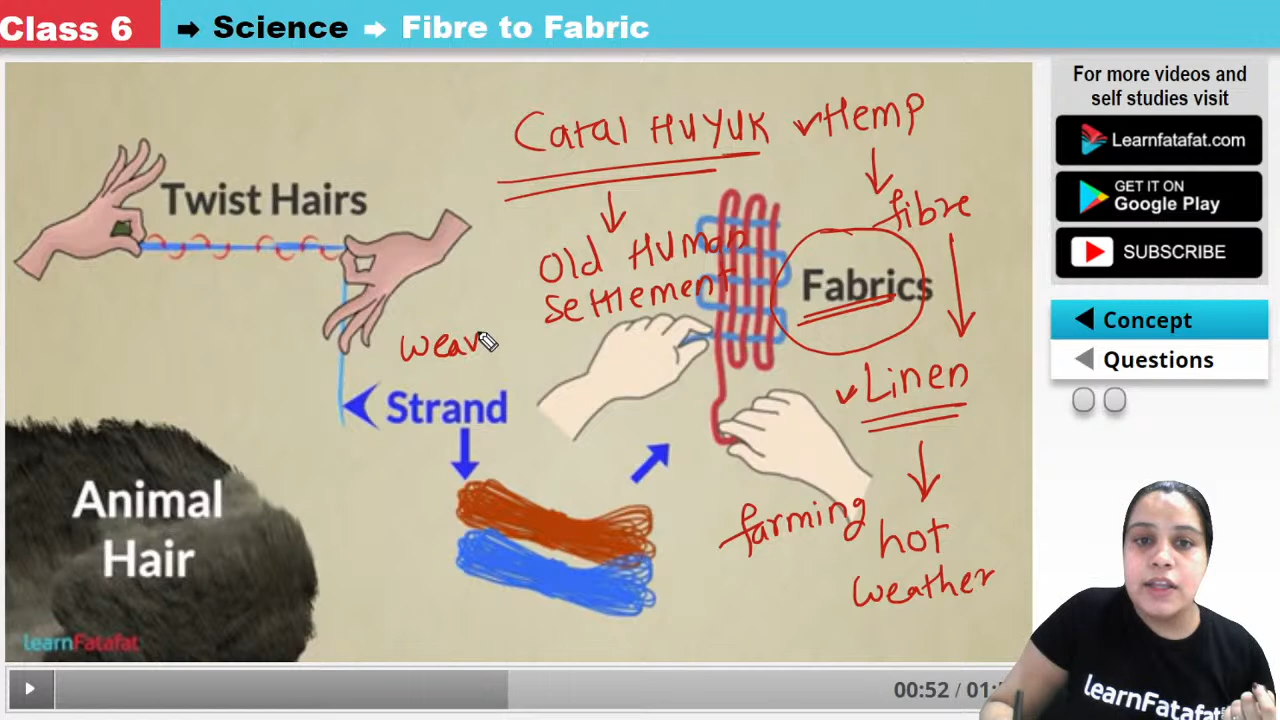 Class 6
Science
Fibre to Fabric
For more videos and
self studies visit
Learnfatafat.com
GET IT ON
Google Play
SUBSCRIBE
Concept
Questions
Catal HUYUK
Hemp
fibre
Twist Hairs
Old Human
Settlement
Fabrics
weav
Strand
Linen
Animal
Hair
farming
hot
weather
learnFatafat
00:52 / 01:
learnFatafat